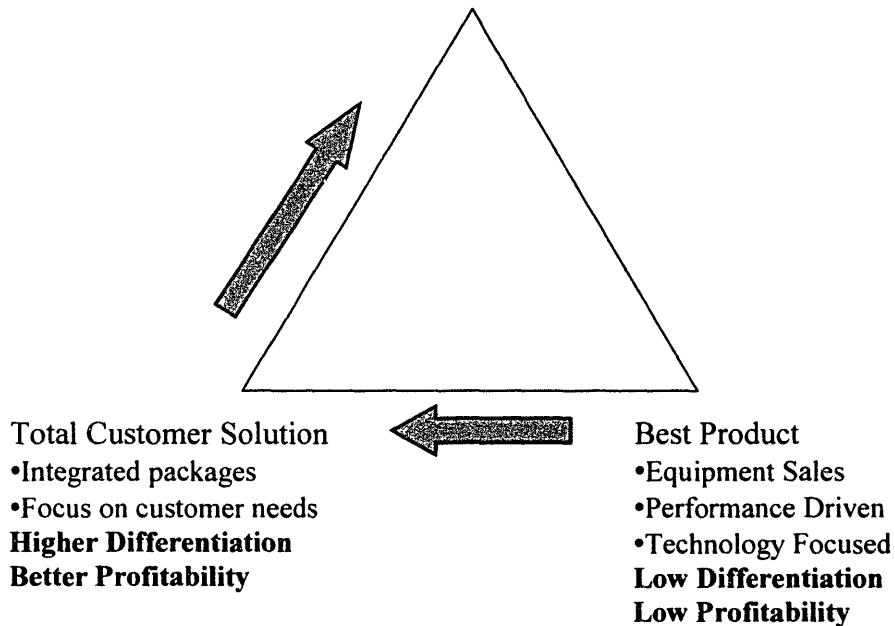 Total Customer Solution
•Integrated packages
•Focus on customer needs
Higher Differentiation
Better Profitability
Best Product
•Equipment Sales
•Performance Driven
•Technology Focused
Low Differentiation
Low Profitability